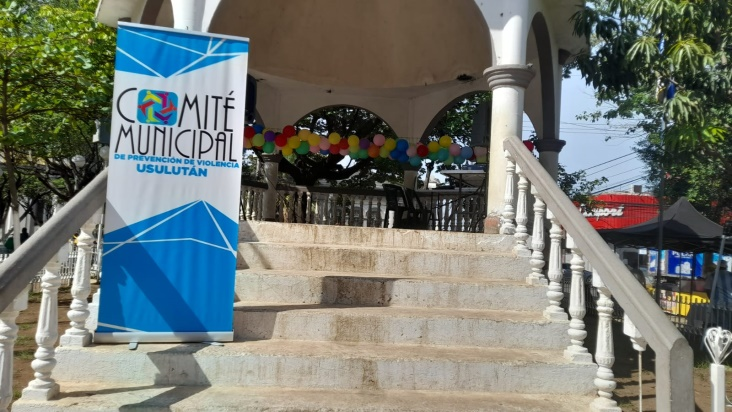 COMITÉ
MUNICIPAL
DE PREVENCIÓN DE VIOLENCIA
USULUTÁN